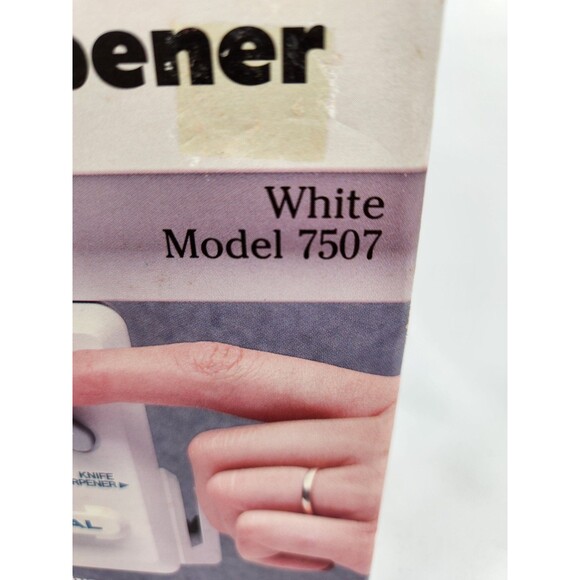 pener
White
Model 7507
KNIFE
RPENER ▶
AL